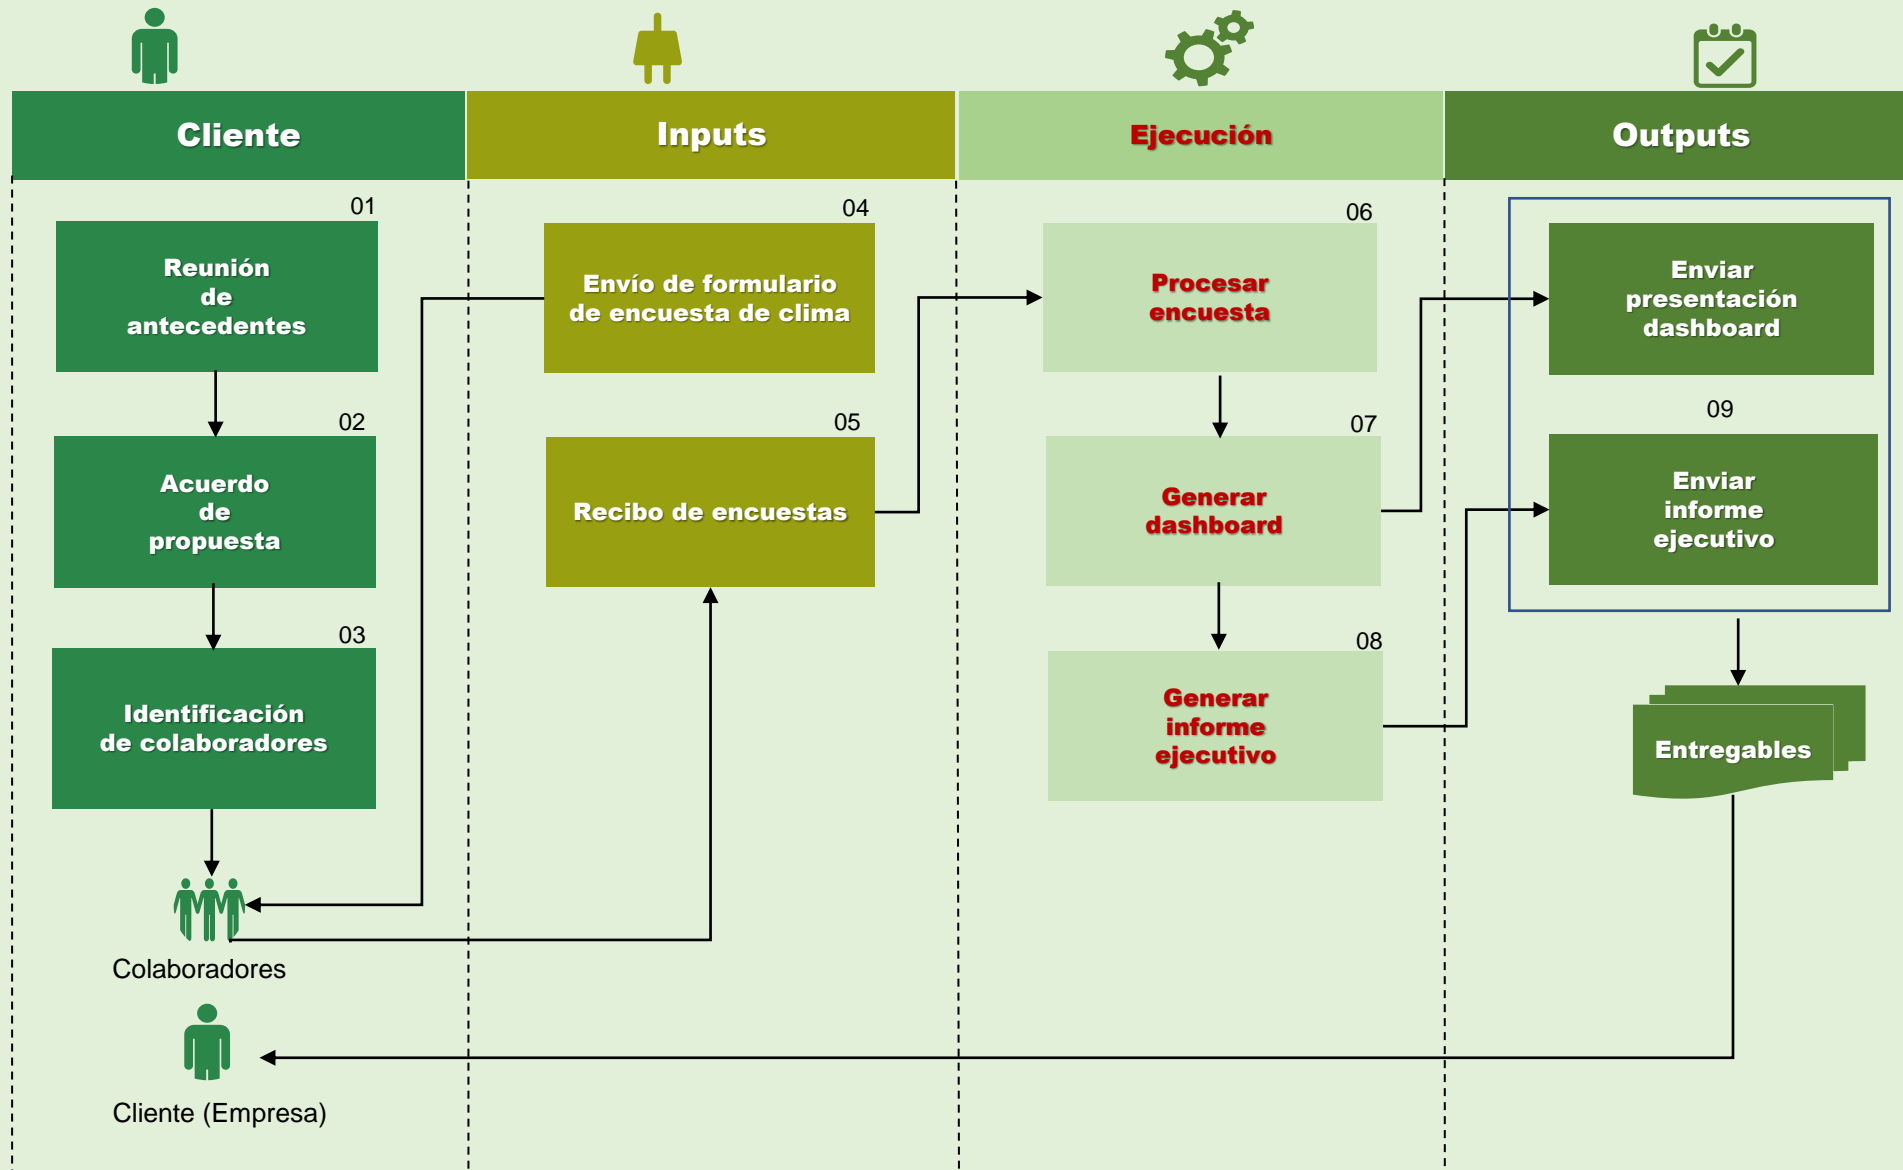 Cliente
Inputs
Ejecución
Outputs
01
Reunión
de
antecedentes
02
Acuerdo
de
propuesta
03
Identificación
de colaboradores
Colaboradores
Cliente (Empresa)
04
Envío de formulario
de encuesta de clima
05
Recibo de encuestas
06
Procesar
encuesta
07
Generar
dashboard
08
Generar
informe
ejecutivo
Enviar
presentación
dashboard
09
Enviar
informe
ejecutivo
Entregables